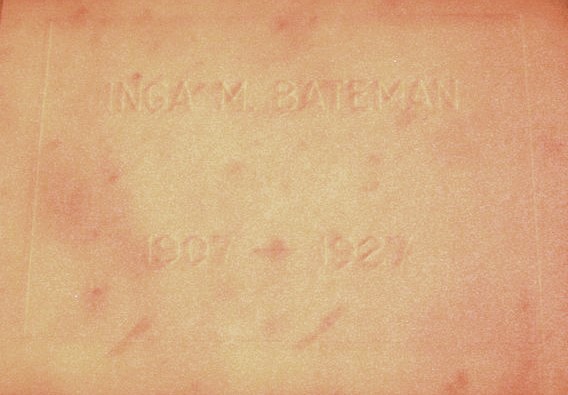 INGA M. BATEMAN
1907 - 1927